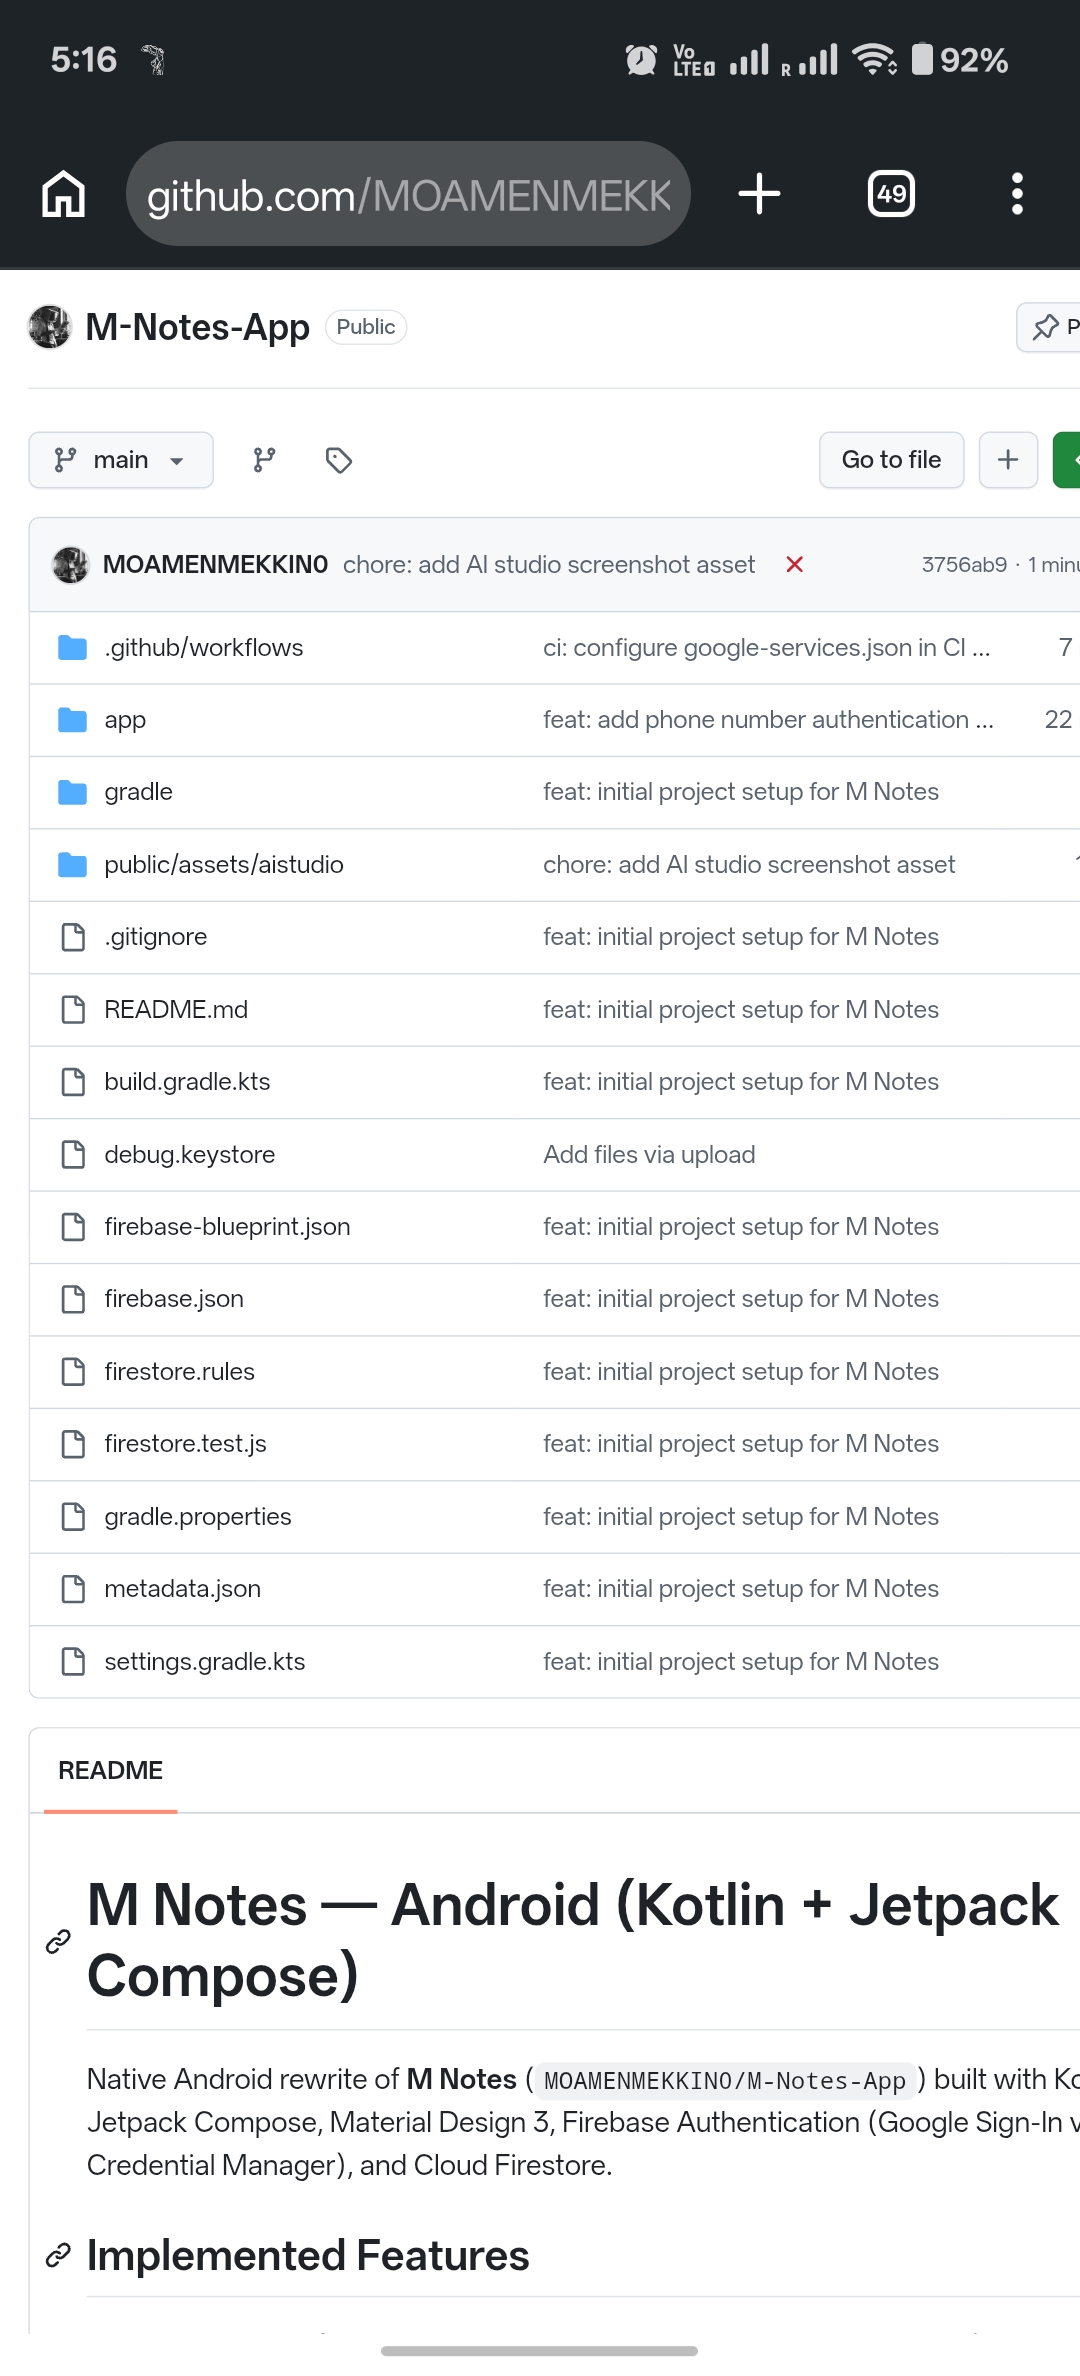 5:16
Vo LTE1 R 92%
github.com/MOAMENMEKK
49
M-Notes-App Public
main Go to file
MOAMENMEKKIN0 chore: add AI studio screenshot asset 3756ab9 · 1 minu
.github/workflows ci: configure google-services.json in CI ... 7
app feat: add phone number authentication ... 22
gradle feat: initial project setup for M Notes
public/assets/aistudio chore: add AI studio screenshot asset
.gitignore feat: initial project setup for M Notes
README.md feat: initial project setup for M Notes
build.gradle.kts feat: initial project setup for M Notes
debug.keystore Add files via upload
firebase-blueprint.json feat: initial project setup for M Notes
firebase.json feat: initial project setup for M Notes
firestore.rules feat: initial project setup for M Notes
firestore.test.js feat: initial project setup for M Notes
gradle.properties feat: initial project setup for M Notes
metadata.json feat: initial project setup for M Notes
settings.gradle.kts feat: initial project setup for M Notes
README
M Notes — Android (Kotlin + Jetpack
Compose)
Native Android rewrite of M Notes (MOAMENMEKKIN0/M-Notes-App) built with Ko
Jetpack Compose, Material Design 3, Firebase Authentication (Google Sign-In v
Credential Manager), and Cloud Firestore.
Implemented Features